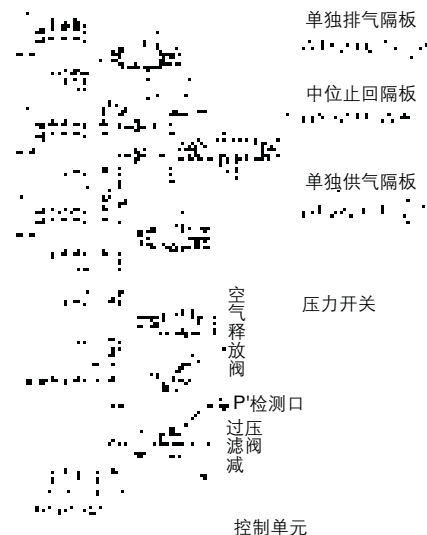 单独排气隔板
中位止回隔板
单独供气隔板
空
气
释
放
阀
压力开关
P'检测口
过压
滤阀
减
控制单元